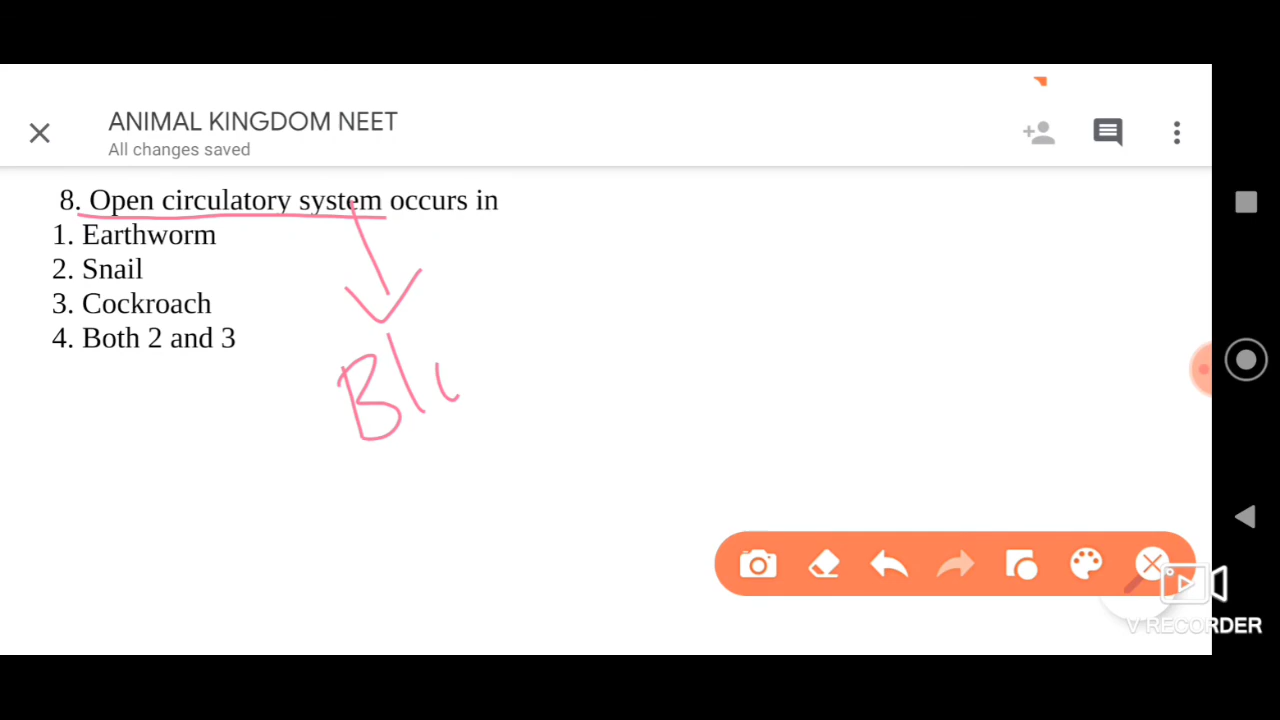 ANIMAL KINGDOM NEET
All changes saved
8. Open circulatory system occurs in
1. Earthworm
2. Snail
3. Cockroach
4. Both 2 and 3
V RECORDER